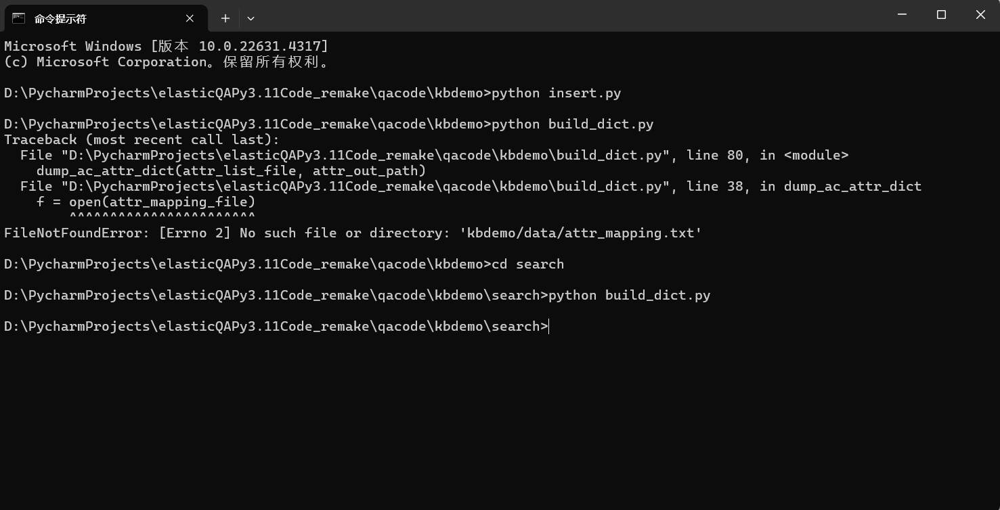 命令提示符
Microsoft Windows [版本 10.0.22631.4317]
(c) Microsoft Corporation。保留所有权利。
D:\PycharmProjects\elasticQAPy3.11Code_remake\qacode\kbdemo>python insert.py
D:\PycharmProjects\elasticQAPy3.11Code_remake\qacode\kbdemo>python build_dict.py
Traceback (most recent call last):
  File "D:\PycharmProjects\elasticQAPy3.11Code_remake\qacode\kbdemo\build_dict.py", line 80, in <module>
    dump_ac_attr_dict(attr_list_file, attr_out_path)
  File "D:\PycharmProjects\elasticQAPy3.11Code_remake\qacode\kbdemo\build_dict.py", line 38, in dump_ac_attr_dict
    f = open(attr_mapping_file)
        ^^^^^^^^^^^^^^^^^^^^^^^
FileNotFoundError: [Errno 2] No such file or directory: 'kbdemo/data/attr_mapping.txt'
D:\PycharmProjects\elasticQAPy3.11Code_remake\qacode\kbdemo>cd search
D:\PycharmProjects\elasticQAPy3.11Code_remake\qacode\kbdemo\search>python build_dict.py
D:\PycharmProjects\elasticQAPy3.11Code_remake\qacode\kbdemo\search>